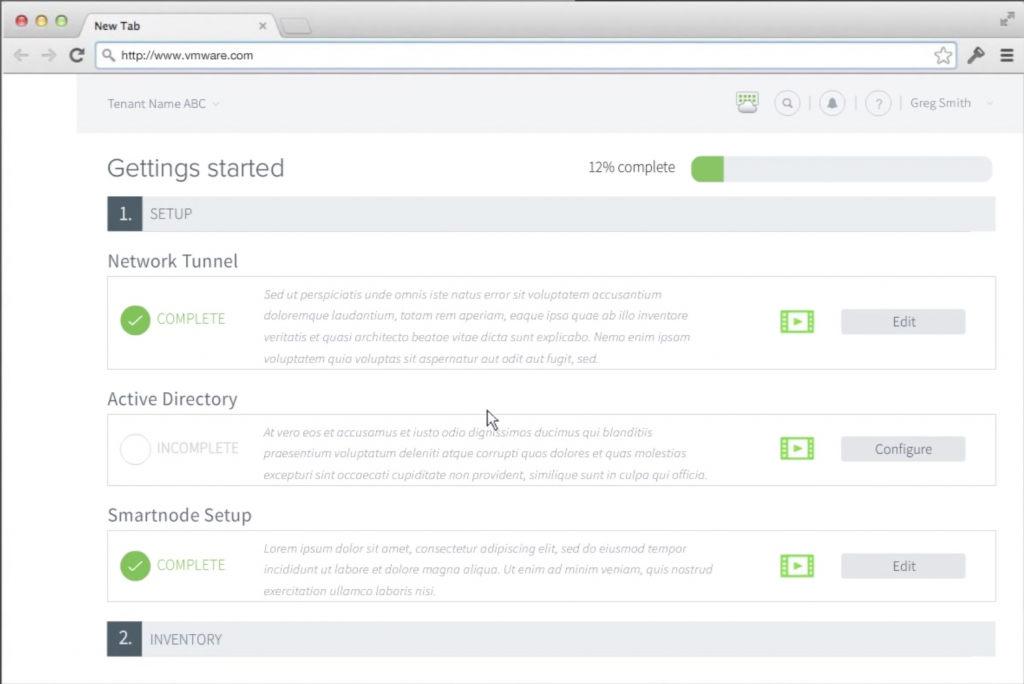 New Tab
http://www.vmware.com
Tenant Name ABC
? Greg Smith
Gettings started
12% complete
1. SETUP
Network Tunnel
COMPLETE
Sed ut perspiciatis unde omnis iste natus error sit voluptatem accusantium
doloremque laudantium, totam rem aperiam, eaque ipsa quae ab illo inventore
veritatis et quasi architecto beatae vitae dicta sunt explicabo. Nemo enim ipsam
voluptatem quia voluptas sit aspernatur aut odit aut fugit, sed.
Edit
Active Directory
INCOMPLETE
At vero eos et accusamus et iusto odio dignissimos ducimus qui blanditiis
praesentium voluptatum deleniti atque corrupti quos dolores et quas molestias
excepturi sint occaecati cupiditate non provident, similique sunt in culpa qui officia.
Configure
Smartnode Setup
COMPLETE
Lorem ipsum dolor sit amet, consectetur adipiscing elit, sed do eiusmod tempor
incididunt ut labore et dolore magna aliqua. Ut enim ad minim veniam, quis nostrud
exercitation ullamco laboris nisi.
Edit
2. INVENTORY